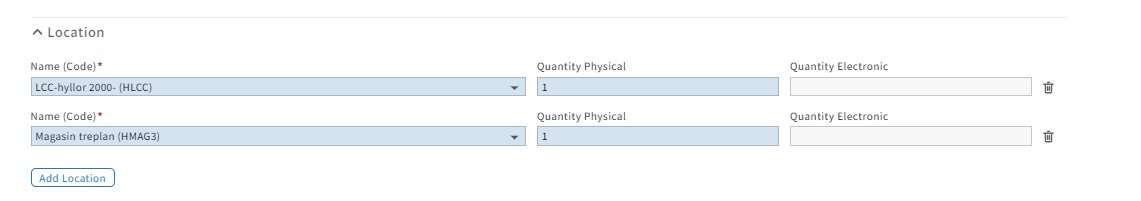 Location
Name (Code)* Quantity Physical Quantity Electronic
LCC-hyllor 2000- (HLCC) 1
Name (Code)* Quantity Physical Quantity Electronic
Magasin treplan (HMAG3) 1
Add Location